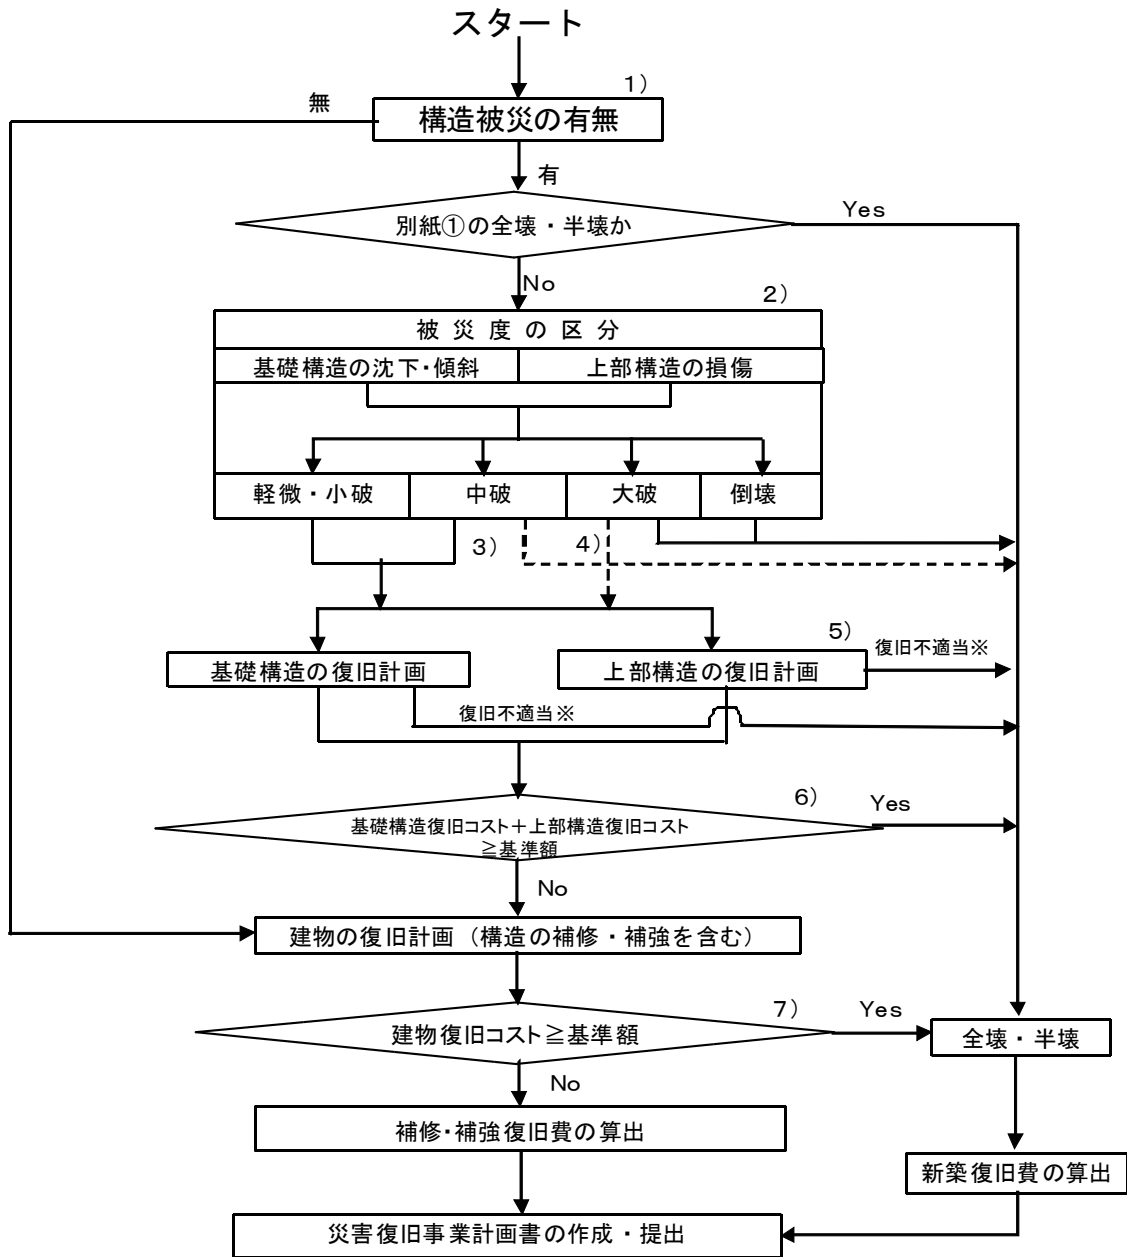 スタート
1）
無
構造被災の有無
有
別紙①の全壊・半壊か
Yes
No
2）
被 災 度 の 区 分
基礎構造の沈下・傾斜
上部構造の損傷
軽微・小破
中破
大破
倒壊
3）
4）
5）
基礎構造の復旧計画
上部構造の復旧計画
復旧不適当※
復旧不適当※
6）
基礎構造復旧コスト＋上部構造復旧コスト
≧基準額
Yes
No
建物の復旧計画（構造の補修・補強を含む）
7）
建物復旧コスト≧基準額
Yes
全壊・半壊
No
補修・補強復旧費の算出
新築復旧費の算出
災害復旧事業計画書の作成・提出